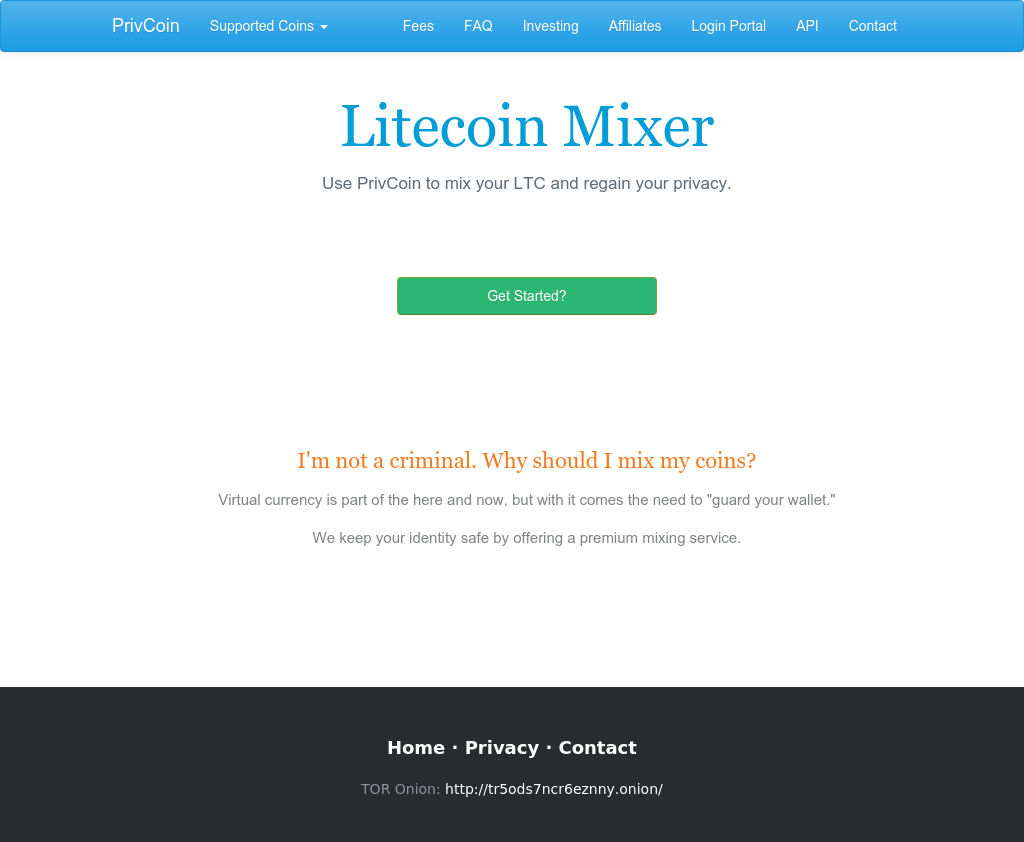 PrivCoin Supported Coins Fees FAQ Investing Affiliates Login Portal API Contact
Litecoin Mixer
Use PrivCoin to mix your LTC and regain your privacy.
Get Started?
I'm not a criminal. Why should I mix my coins?
Virtual currency is part of the here and now, but with it comes the need to "guard your wallet."
We keep your identity safe by offering a premium mixing service.
Home · Privacy · Contact
TOR Onion: http://tr5ods7ncr6eznny.onion/